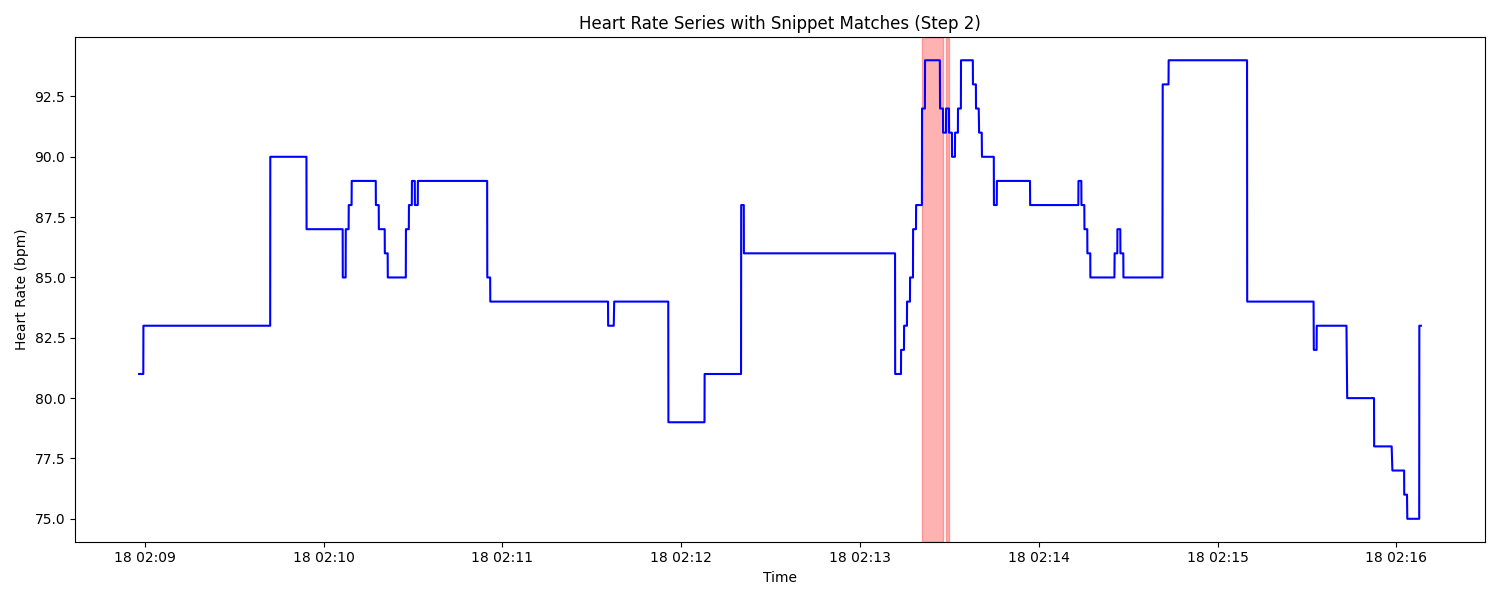 Heart Rate Series with Snippet Matches (Step 2)
Heart Rate (bpm)
92.5
90.0
87.5
85.0
82.5
80.0
77.5
75.0
18 02:09 18 02:10 18 02:11 18 02:12 18 02:13 18 02:14 18 02:15 18 02:16
Time